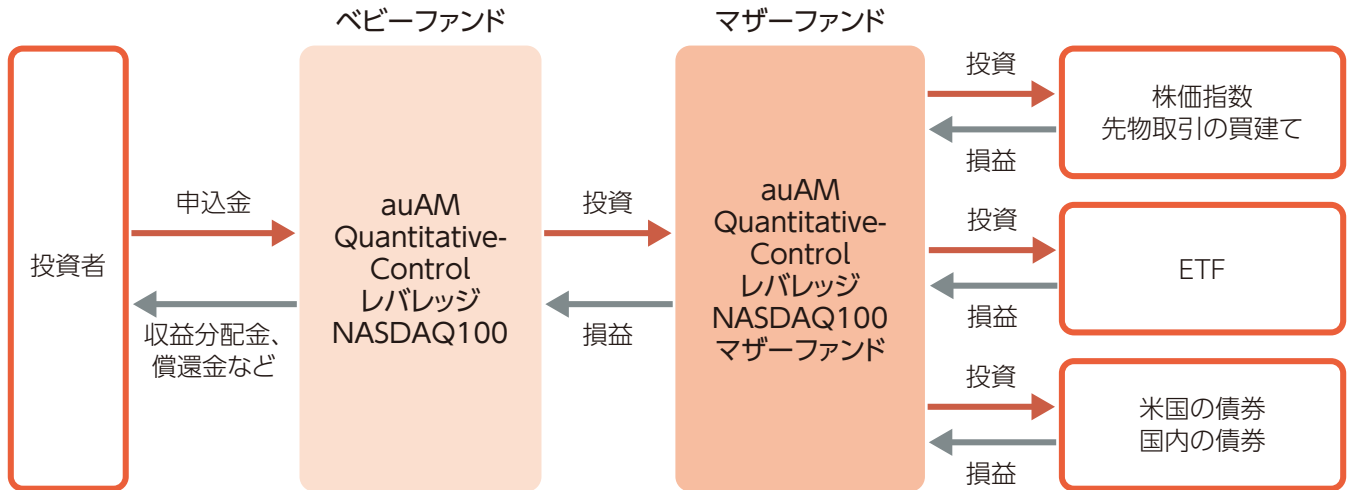 ベビーファンド
マザーファンド
投資者
申込金
収益分配金、
償還金など
auAM
Quantitative-
Control
レバレッジ
NASDAQ100
投資
損益
auAM
Quantitative-
Control
レバレッジ
NASDAQ100
マザーファンド
投資
損益
株価指数
先物取引の買建て
投資
損益
ETF
投資
損益
米国の債券
国内の債券